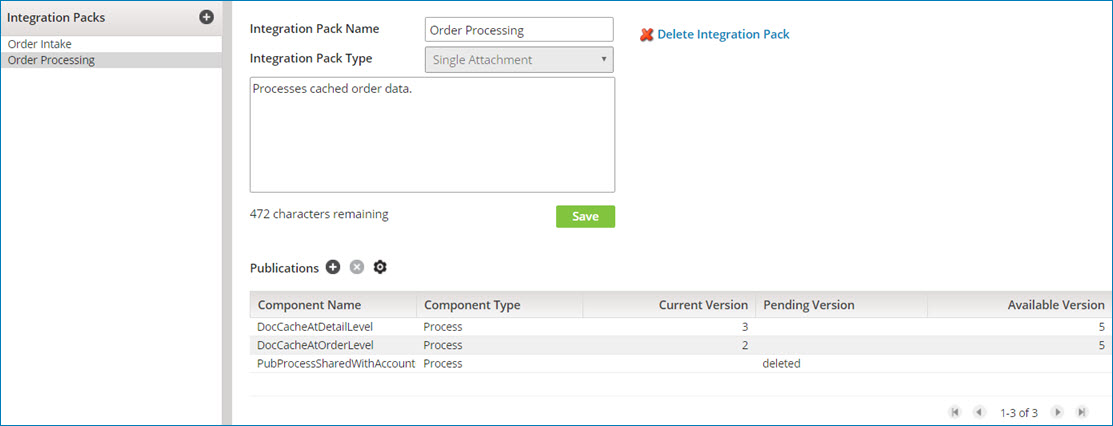 Integration Packs
Order Intake
Order Processing
Integration Pack Name Order Processing Delete Integration Pack
Integration Pack Type Single Attachment
Processes cached order data.
472 characters remaining Save
Publications
Component Name Component Type Current Version Pending Version Available Version
DocCacheAtDetailLevel Process 3 5
DocCacheAtOrderLevel Process 2 5
PubProcessSharedWithAccount Process deleted
1-3 of 3